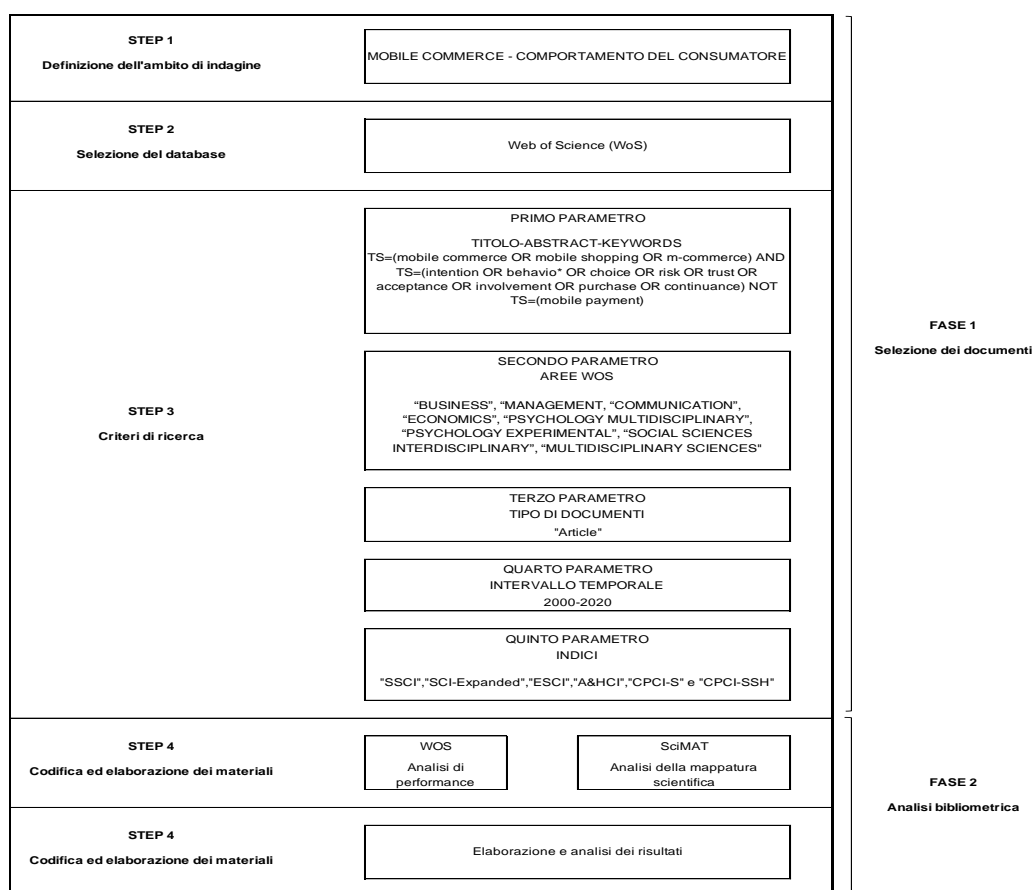 STEP 1
Definizione dell'ambito di indagine
MOBILE COMMERCE - COMPORTAMENTO DEL CONSUMATORE
STEP 2
Selezione del database
Web of Science (WoS)
STEP 3
Criteri di ricerca
PRIMO PARAMETRO
TITOLO-ABSTRACT-KEYWORDS
TS=(mobile commerce OR mobile shopping OR m-commerce) AND
TS=(intention OR behavio* OR choice OR risk OR trust OR
acceptance OR involvement OR purchase OR continuance) NOT
TS=(mobile payment)
SECONDO PARAMETRO
AREE WOS
“BUSINESS”, “MANAGEMENT, “COMMUNICATION”,
“ECONOMICS”, “PSYCHOLOGY MULTIDISCIPLINARY”,
“PSYCHOLOGY EXPERIMENTAL”, “SOCIAL SCIENCES
INTERDISCIPLINARY”, “MULTIDISCIPLINARY SCIENCES"
TERZO PARAMETRO
TIPO DI DOCUMENTI
"Article"
QUARTO PARAMETRO
INTERVALLO TEMPORALE
2000-2020
QUINTO PARAMETRO
INDICI
"SSCI","SCI-Expanded","ESCI","A&HCI","CPCI-S" e "CPCI-SSH"
FASE 1
Selezione dei documenti
STEP 4
Codifica ed elaborazione dei materiali
WOS
Analisi di
performance
SciMAT
Analisi della mappatura
scientifica
STEP 4
Codifica ed elaborazione dei materiali
Elaborazione e analisi dei risultati
FASE 2
Analisi bibliometrica